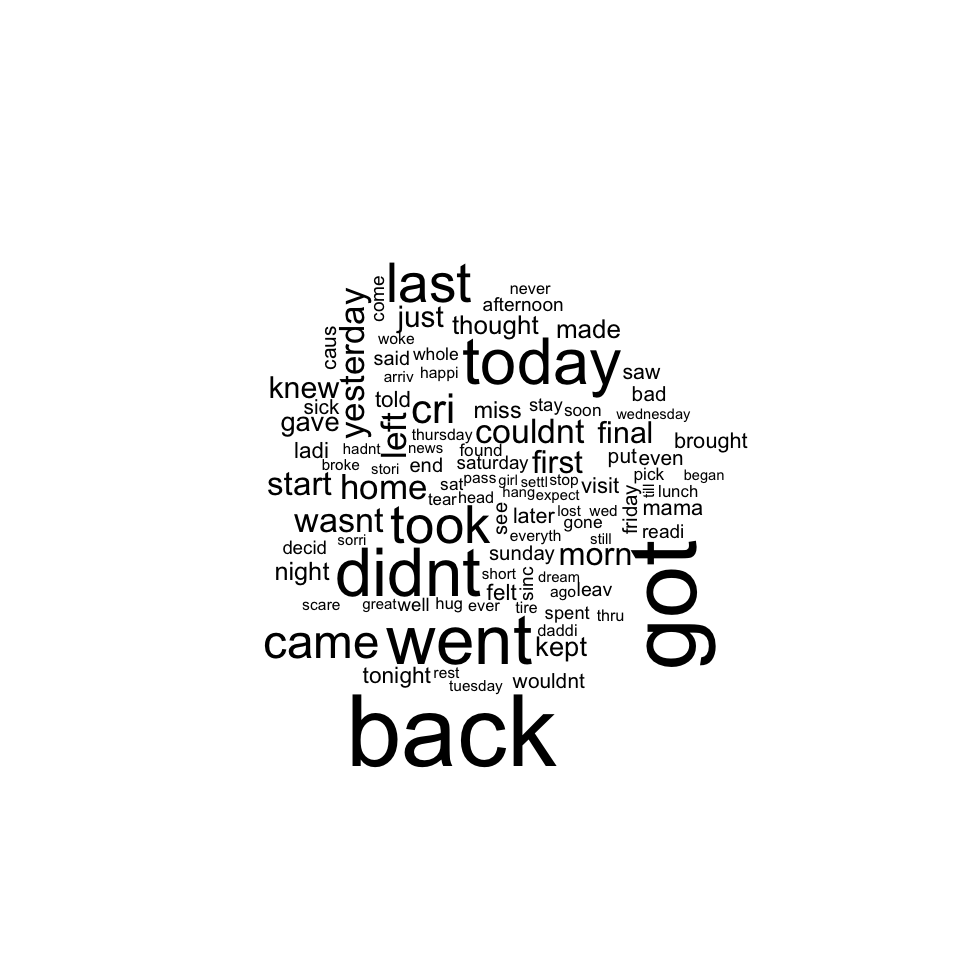 last
never
come
afternoon
yesterday
just
thought
made
caus
woke
today
said
whole
saw
arriv
happi
knew
bad
told
cri
miss
stay
soon
sick
wednesday
gave
left
couldnt
final
thursday
brought
ladi
hadnt
news
found
put
even
broke
stori
end
saturday
first
pick
began
start
home
sat
pass
girl
settl
stop
visit
till
lunch
tear
head
hang
expect
friday
mama
wasnt
took
see
later
lost
wed
gone
readi
sorri
everyth
still
decid
sunday
morn
got
night
didnt
short
felt
sinc
dream
ago
leav
scare
great
well
hug
ever
tire
spent
thru
came
went
daddi
kept
tonight
rest
tuesday
wouldnt
back